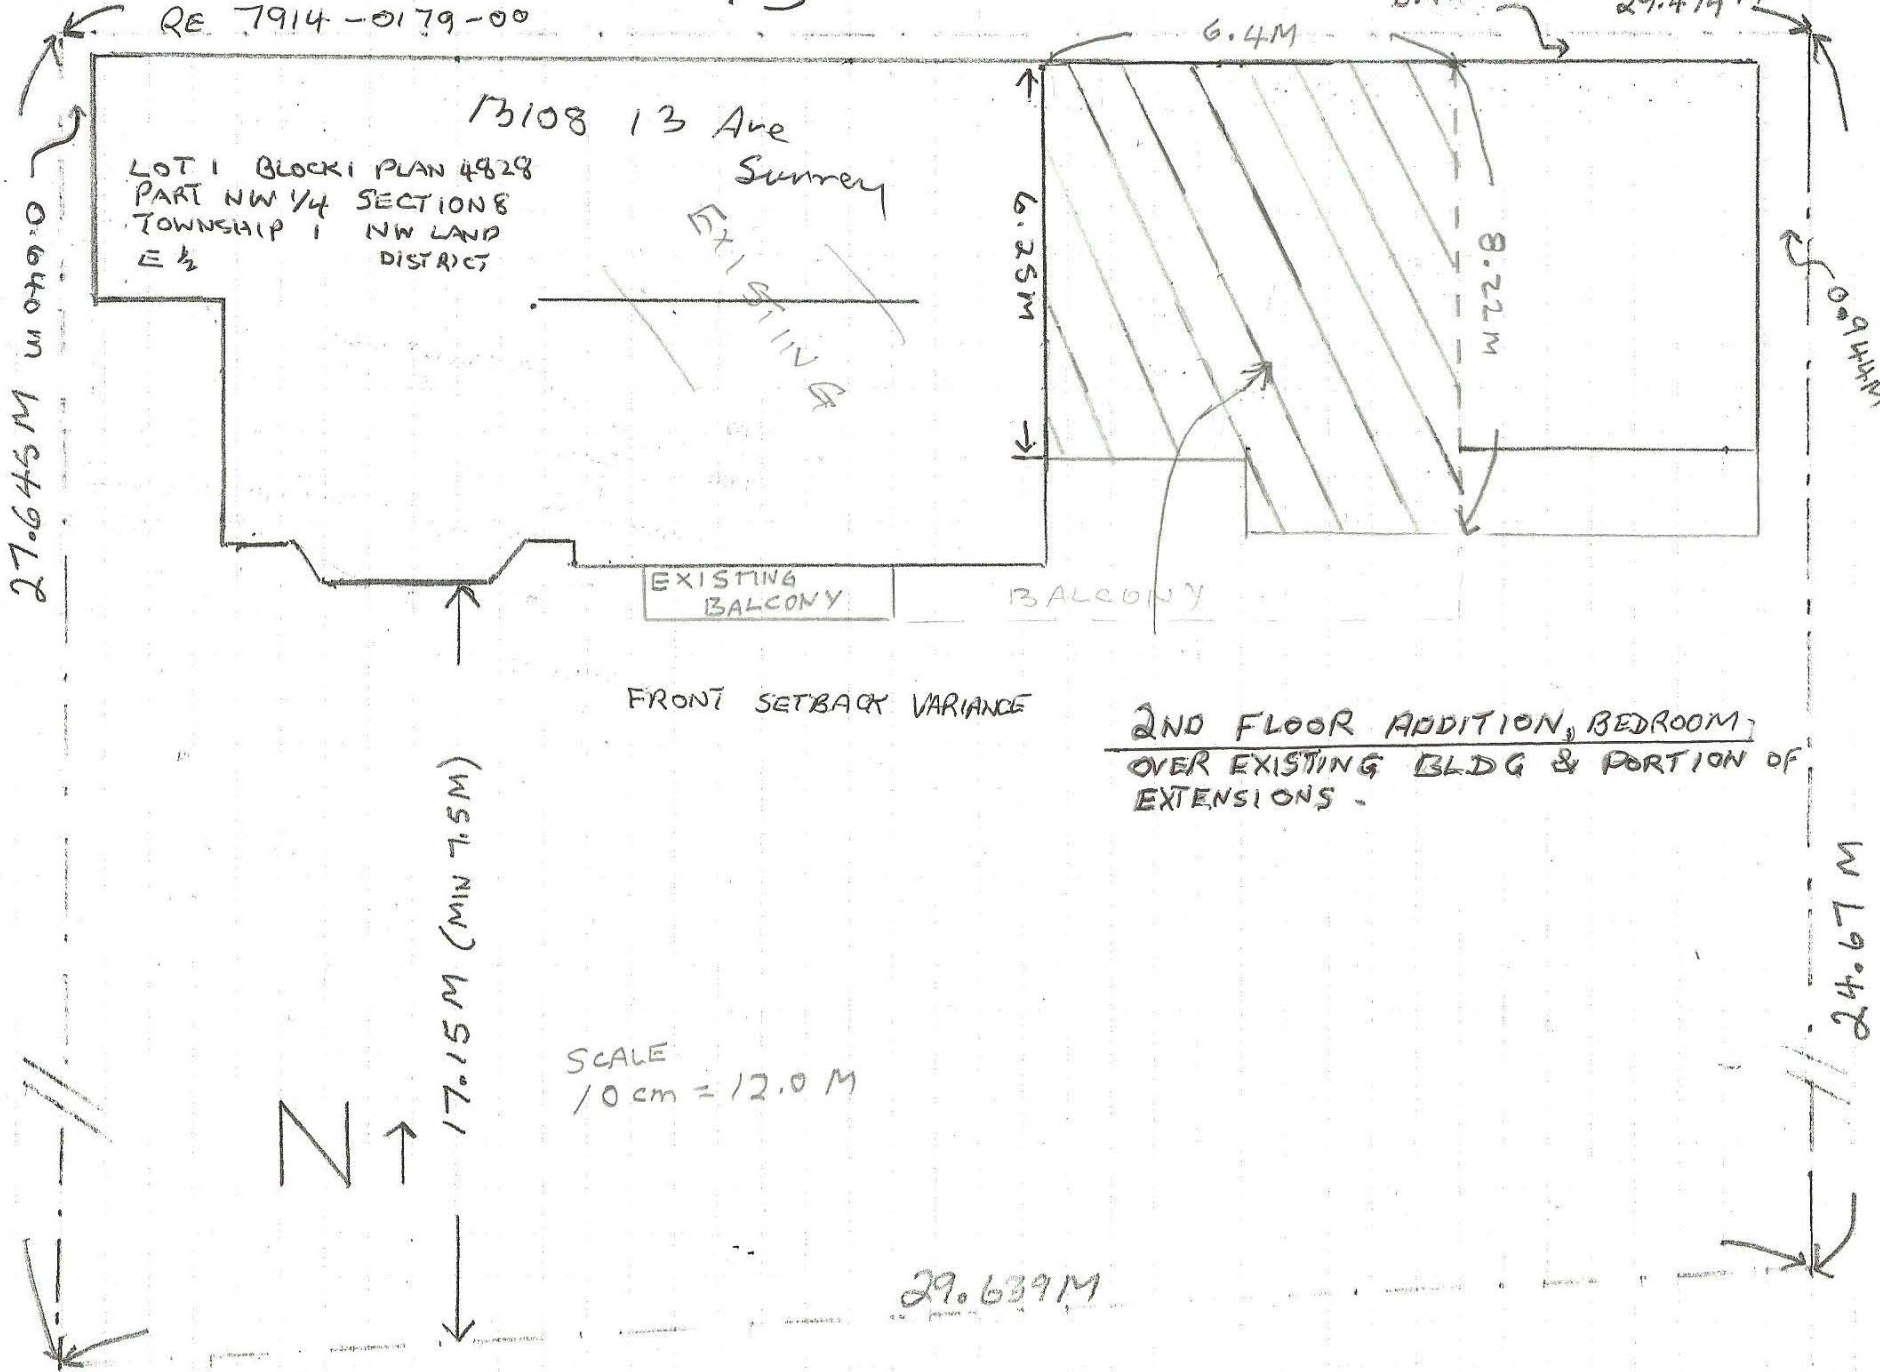 RE 7914-0179-00
6.4M
13108 13 Ave
Surrey
LOT 1 BLOCK 1 PLAN 4828
PART NW 1/4 SECTION 8
TOWNSHIP 1 NW LAND
E 1/2 DISTRICT
EXISTING
6.25M
8.22M
0.944M
0.640 m
27.645M
EXISTING
BALCONY
BALCONY
FRONT SETBACK VARIANCE
2ND FLOOR ADDITION, BEDROOM,
OVER EXISTING BLDG & PORTION OF
EXTENSIONS.
17.15M (MIN 7.5M)
24.67 M
SCALE
10 cm = 12.0 M
N
29.639M